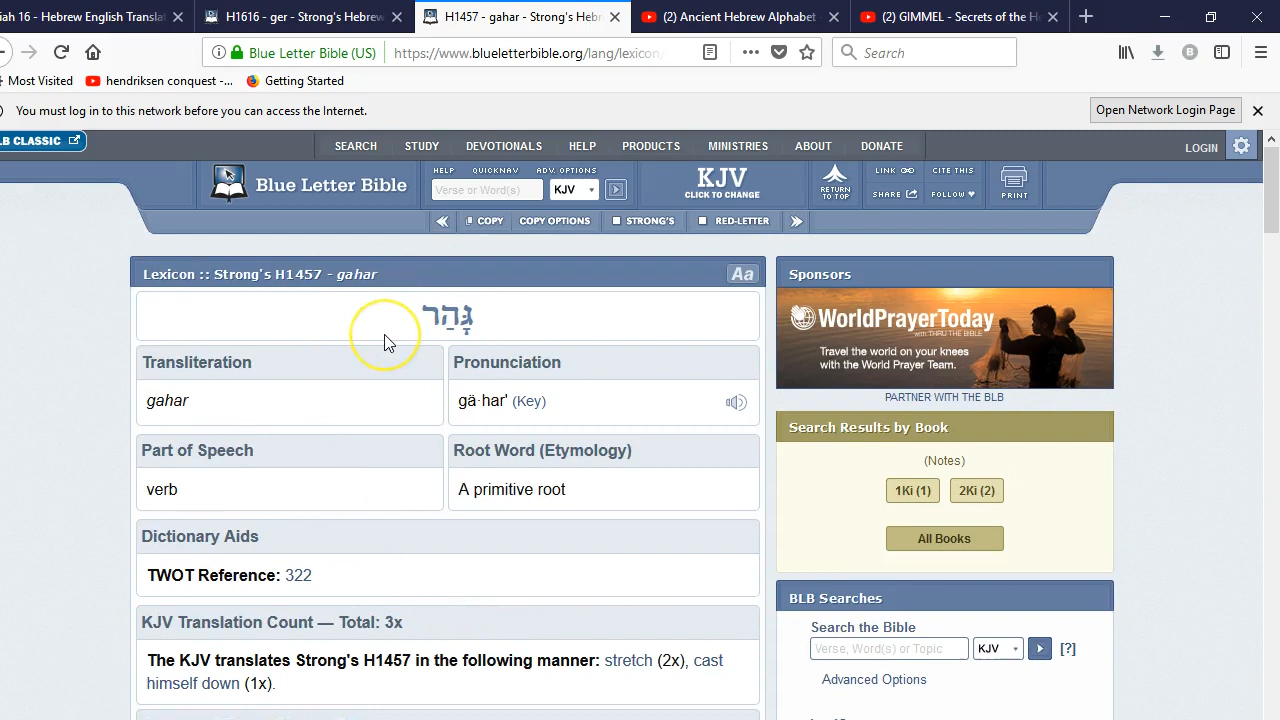 iah 16 - Hebrew English Translat
H1616 - ger - Strong's Hebrew
H1457 - gahar - Strong's Hebr
(2) Ancient Hebrew Alphabet -
(2) GIMMEL - Secrets of the H
Blue Letter Bible (US)
https://www.blueletterbible.org/lang/lexicon/
Search
Most Visited
hendriksen conquest -...
Getting Started
You must log in to this network before you can access the Internet.
Open Network Login Page
LB CLASSIC
SEARCH
STUDY
DEVOTIONALS
HELP
PRODUCTS
MINISTRIES
ABOUT
DONATE
LOGIN
Blue Letter Bible
HELP
QUICKNAV
ADV. OPTIONS
Verse or Word(s)
KJV
KJV
CLICK TO CHANGE
RETURN
TO TOP
LINK
CITE THIS
SHARE
FOLLOW
PRINT
COPY
COPY OPTIONS
STRONG'S
RED-LETTER
Lexicon :: Strong's H1457 - gahar
Aa
גָּהַר
Transliteration
Pronunciation
gahar
gä·har' (Key)
Part of Speech
Root Word (Etymology)
verb
A primitive root
Dictionary Aids
TWOT Reference: 322
KJV Translation Count — Total: 3x
The KJV translates Strong's H1457 in the following manner: stretch (2x), cast
himself down (1x).
Sponsors
WORLDPRAYERTODAY
with THRU THE BIBLE
Travel the world on your knees
with the World Prayer Team.
PARTNER WITH THE BLB
Search Results by Book
(Notes)
1Ki (1)
2Ki (2)
All Books
BLB Searches
Search the Bible
Verse, Word(s) or Topic
KJV
[?]
Advanced Options